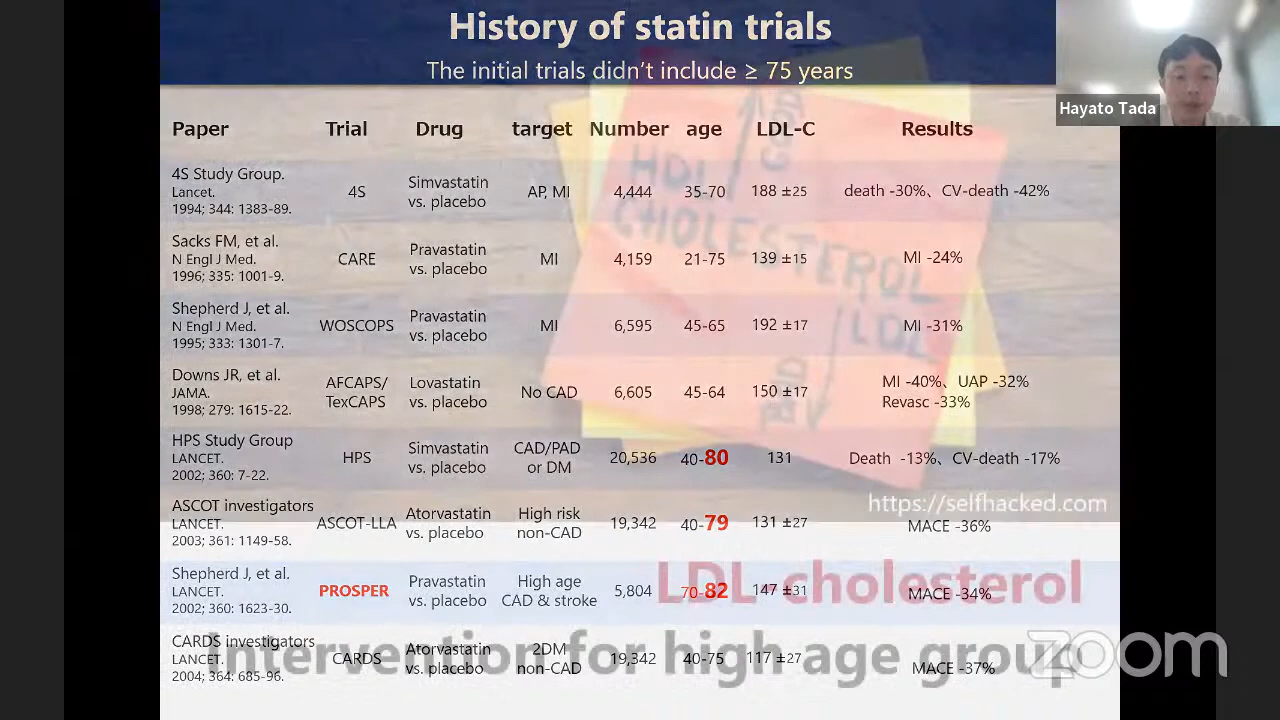 History of statin trials
The initial trials didn't include ≥ 75 years
Hayato Tada
Paper Trial Drug target Number age LDL-C Results
4S Study Group.
Lancet.
1994; 344: 1383-89.
4S
Simvastatin
vs. placebo
AP, MI
4,444
35-70
188 ±25
death -30%、CV-death -42%
Sacks FM, et al.
N Engl J Med.
1996; 335: 1001-9.
CARE
Pravastatin
vs. placebo
MI
4,159
21-75
139 ±15
MI -24%
Shepherd J, et al.
N Engl J Med.
1995; 333: 1301-7.
WOSCOPS
Pravastatin
vs. placebo
MI
6,595
45-65
192 ±17
MI -31%
Downs JR, et al.
JAMA.
1998; 279: 1615-22.
AFCAPS/
TexCAPS
Lovastatin
vs. placebo
No CAD
6,605
45-64
150 ±17
MI -40%、UAP -32%
Revasc -33%
HPS Study Group
LANCET.
2002; 360: 7-22.
HPS
Simvastatin
vs. placebo
CAD/PAD
or DM
20,536
40-80
131
Death -13%、CV-death -17%
ASCOT investigators
LANCET.
2003; 361: 1149-58.
ASCOT-LLA
Atorvastatin
vs. placebo
High risk
non-CAD
19,342
40-79
131 ±27
MACE -36%
Shepherd J, et al.
LANCET.
2002; 360: 1623-30.
PROSPER
Pravastatin
vs. placebo
High age
CAD & stroke
5,804
70-82
147 ±31
MACE -34%
CARDS investigators
LANCET.
2004; 364: 685-96.
CARDS
Atorvastatin
vs. placebo
2DM
non-CAD
19,342
40-75
117 ±27
MACE -37%
HDL
CHOLESTEROL
LDL
BAD
https://selfhacked.com
LDL cholesterol
Intervention for high age group
zoom